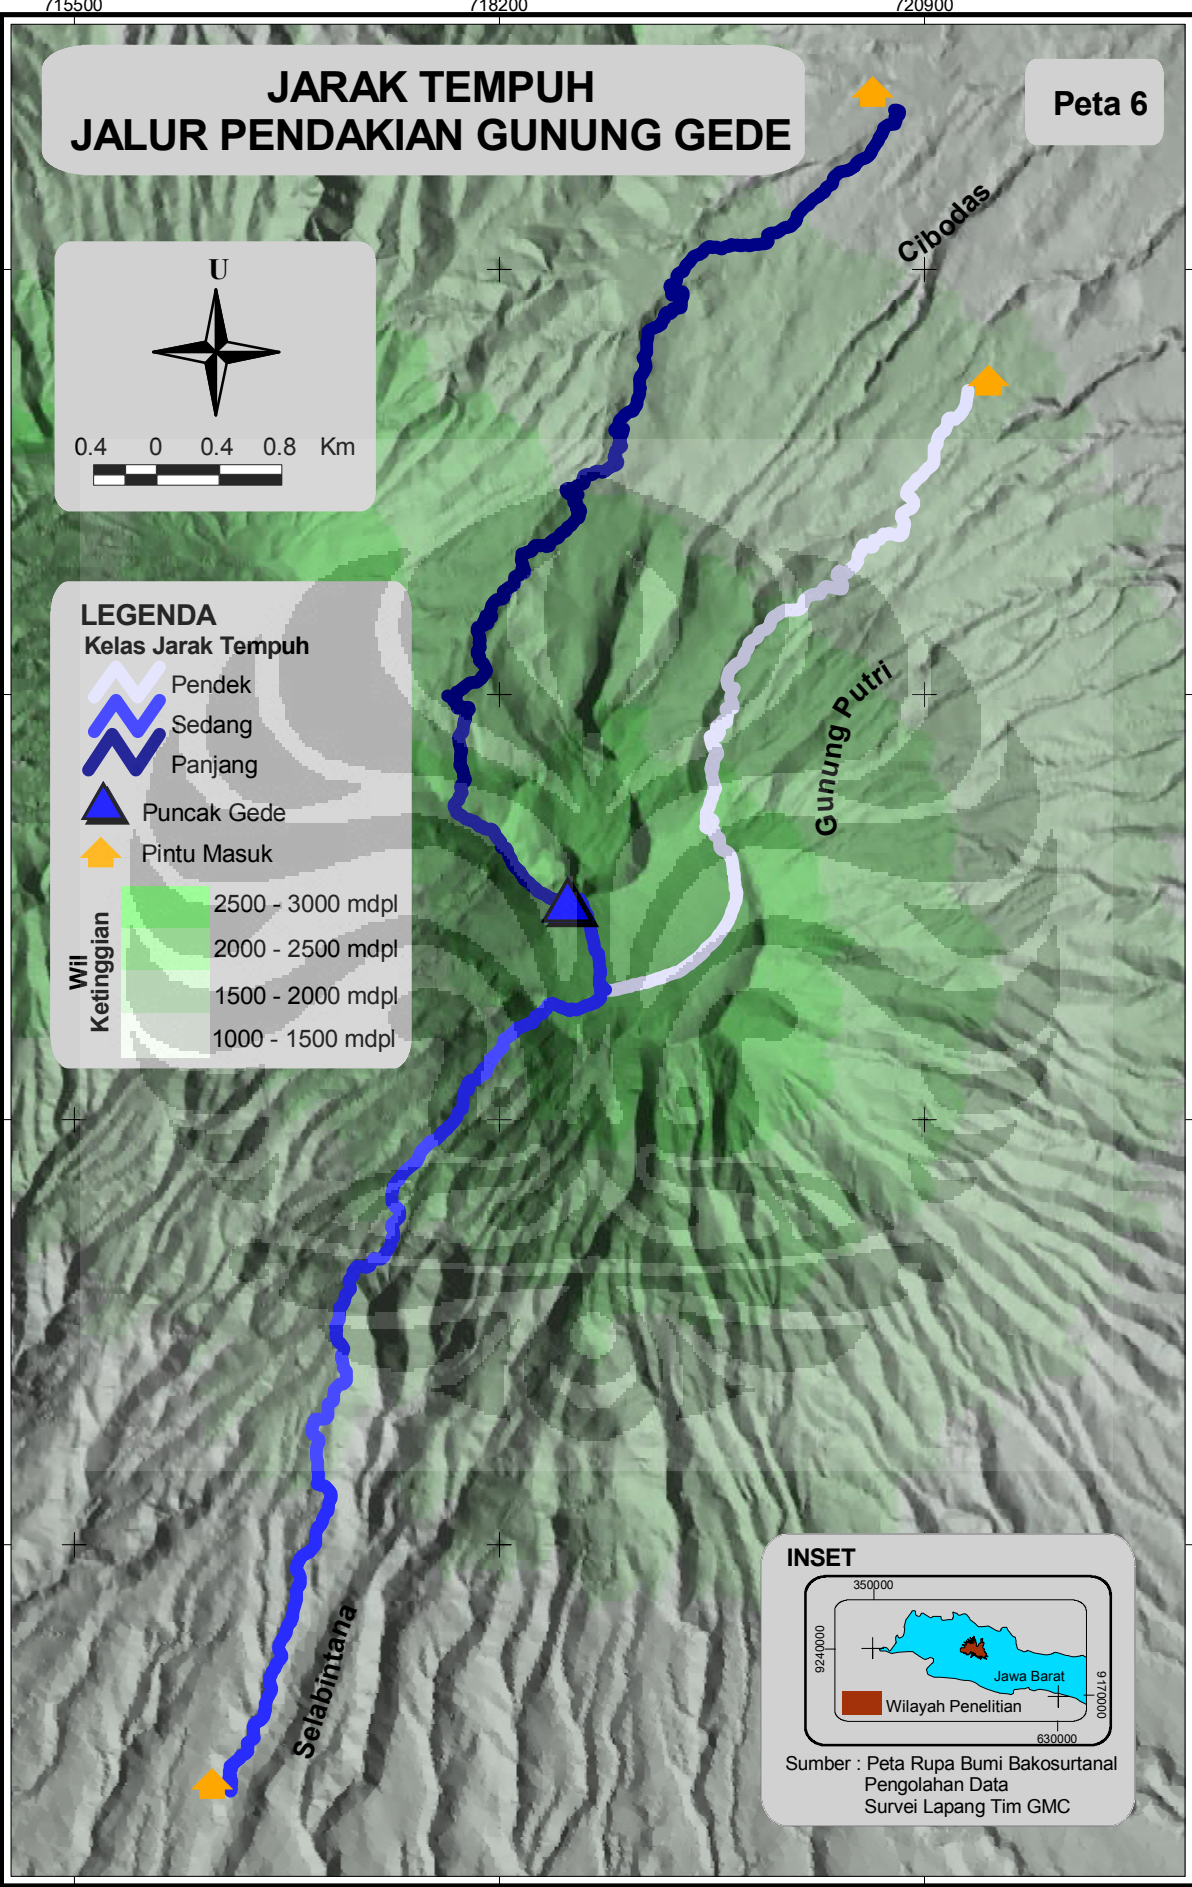 715500
718200
720900
JARAK TEMPUH
JALUR PENDAKIAN GUNUNG GEDE
Peta 6
Cibodas
U
0.4 0 0.4 0.8 Km
LEGENDA
Kelas Jarak Tempuh
Pendek
Sedang
Panjang
Puncak Gede
Pintu Masuk
Wil
Ketinggian
2500 - 3000 mdpl
2000 - 2500 mdpl
1500 - 2000 mdpl
1000 - 1500 mdpl
Gunung Putri
Selabintana
INSET
350000
9240000
Jawa Barat
9170000
Wilayah Penelitian
630000
Sumber : Peta Rupa Bumi Bakosurtanal
Pengolahan Data
Survei Lapang Tim GMC